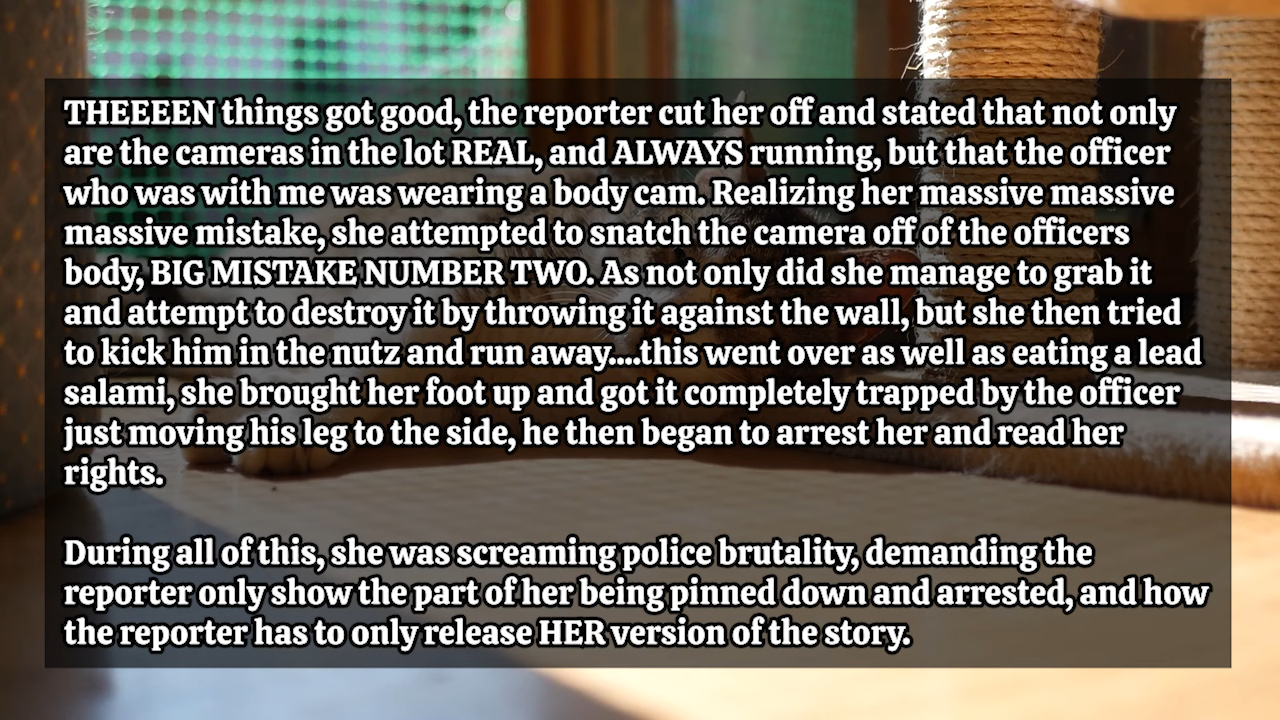 THEEEEN things got good, the reporter cut her off and stated that not only
are the cameras in the lot REAL, and ALWAYS running, but that the officer
who was with me was wearing a body cam. Realizing her massive massive
massive mistake, she attempted to snatch the camera off of the officers
body, BIG MISTAKE NUMBER TWO. As not only did she manage to grab it
and attempt to destroy it by throwing it against the wall, but she then tried
to kick him in the nutz and run away....this went over as well as eating a lead
salami, she brought her foot up and got it completely trapped by the officer
just moving his leg to the side, he then began to arrest her and read her
rights.
During all of this, she was screaming police brutality, demanding the
reporter only show the part of her being pinned down and arrested, and how
the reporter has to only release HER version of the story.